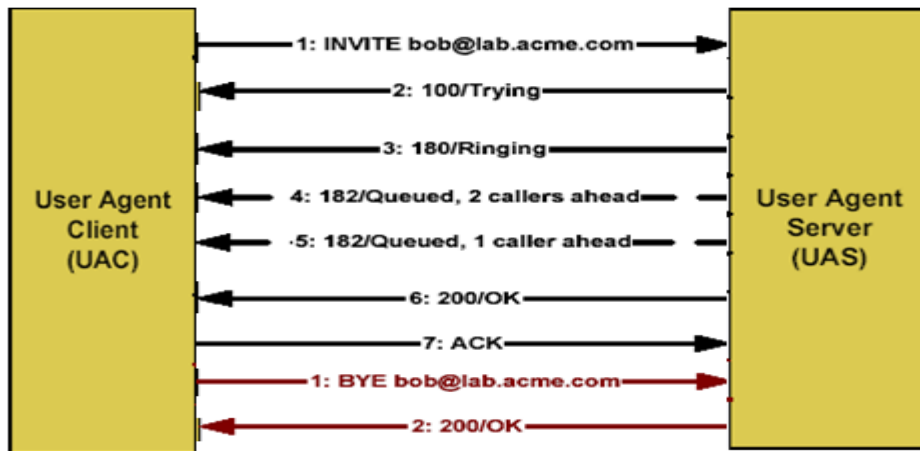 1: INVITE bob@lab.acme.com
2: 100/Trying
3: 180/Ringing
User Agent
Client
(UAC)
4: 182/Queued, 2 callers ahead
-5: 182/Queued, 1 caller ahead
User Agent
Server
(UAS)
6: 200/OK
7: ACK
1: BYE bob@lab.acme.com
2: 200/OK